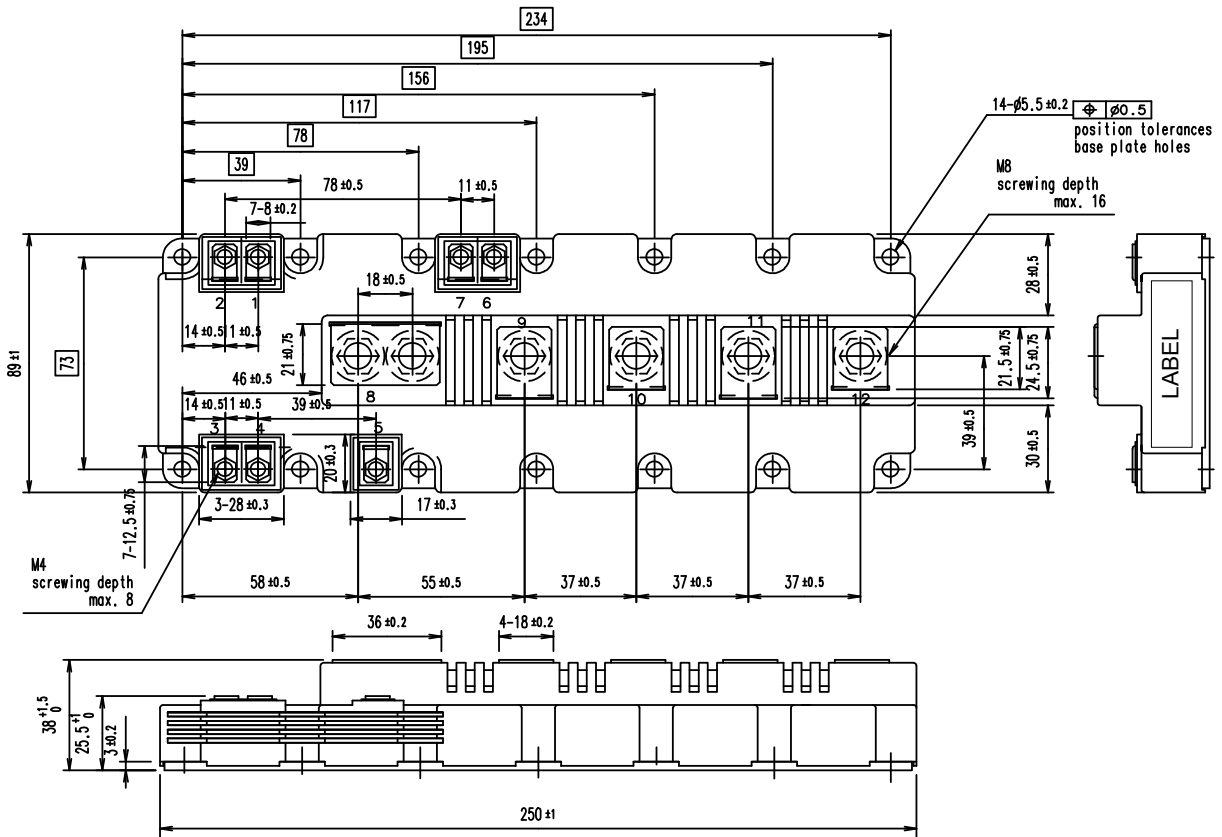 234
195
156
117
78
39
78 ±0.5
11 ±0.5
7-8 ±0.2
14-ø5.5 ±0.2 ⌖ ø0.5
position tolerances
base plate holes
M8
screwing depth
max. 16
2 1
7 6
18 ±0.5
28 ±0.5
14 ±0.5 11 ±0.5
89 ±1
73
21 ±0.75
9
11
46 ±0.5
8
10
12
21.5 ±0.75
24.5 ±0.75
LABEL
14 ±0.5 11 ±0.5 39 ±0.5
3 4 5
39 ±0.5
30 ±0.5
20 ±0.3
7-12.5 ±0.75
3-28 ±0.3
17 ±0.3
M4
screwing depth
max. 8
58 ±0.5
55 ±0.5
37 ±0.5
37 ±0.5
37 ±0.5
36 ±0.2
4-18 ±0.2
38 +1.5 0
25.5 +1 0
3 ±0.2
250 ±1